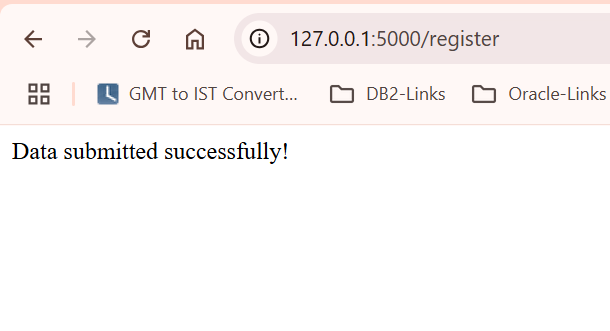 127.0.0.1:5000/register
GMT to IST Convert... DB2-Links Oracle-Links
Data submitted successfully!